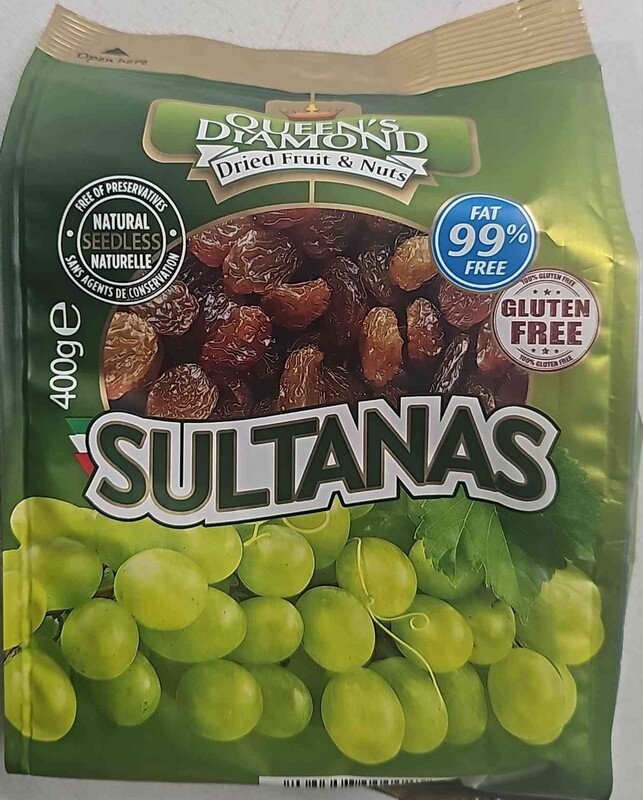 Open here
QUEEN'S
DIAMOND
Dried Fruit & Nuts
FREE OF PRESERVATIVES
NATURAL
SEEDLESS
NATURELLE
SANS AGENTS DE CONSERVATION
FAT
99%
FREE
100% GLUTEN FREE
GLUTEN
FREE
100% GLUTEN FREE
400g e
SULTANAS